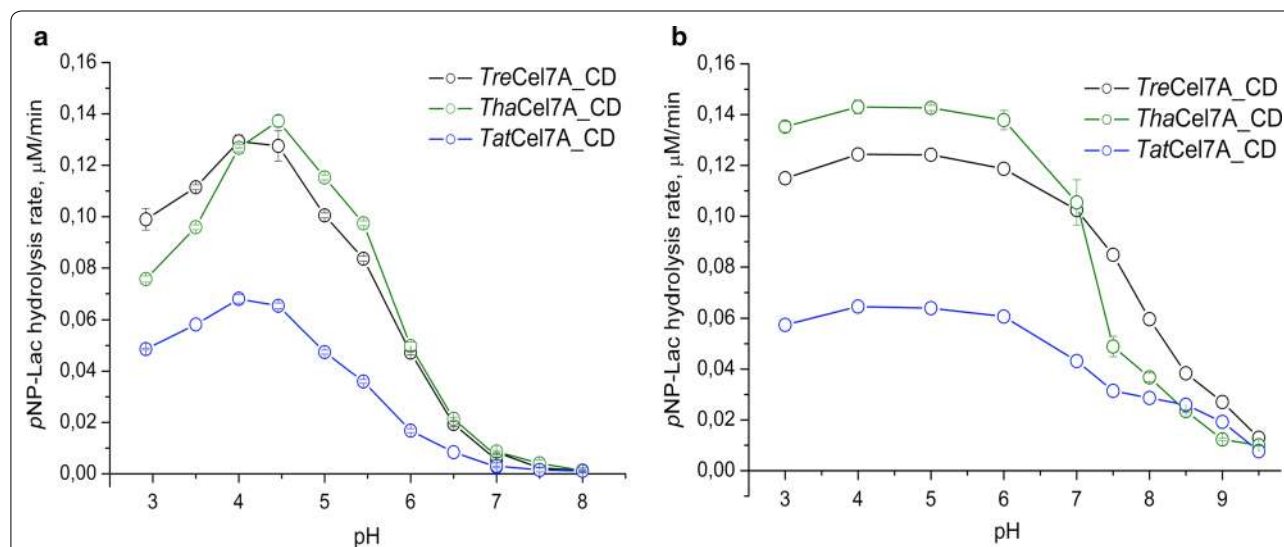 a
0,16
0,14
0,12
0,10
0,08
0,06
0,04
0,02
0,00
pNP-Lac hydrolysis rate, µM/min
TreCel7A_CD
ThaCel7A_CD
TatCel7A_CD
3 4 5 6 7 8
pH
b
0,16
0,14
0,12
0,10
0,08
0,06
0,04
0,02
0,00
pNP-Lac hydrolysis rate, µM/min
TreCel7A_CD
ThaCel7A_CD
TatCel7A_CD
3 4 5 6 7 8 9
pH